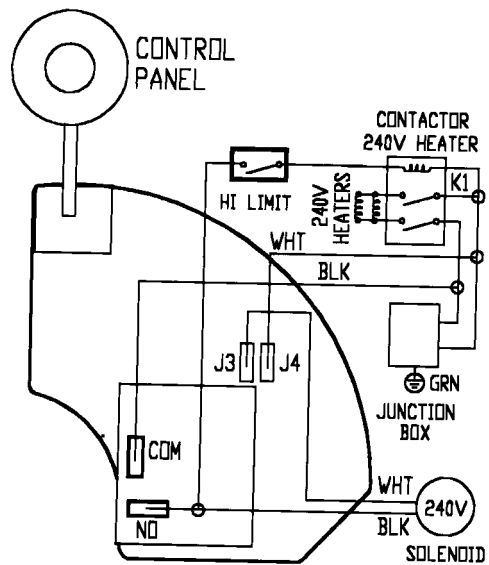 CONTROL
PANEL
CONTACTOR
240V HEATER
K1
HI LIMIT
240V
HEATERS
WHT
BLK
J3
J4
GRN
JUNCTION
BOX
COM
NO
WHT
BLK
240V
SOLENOID